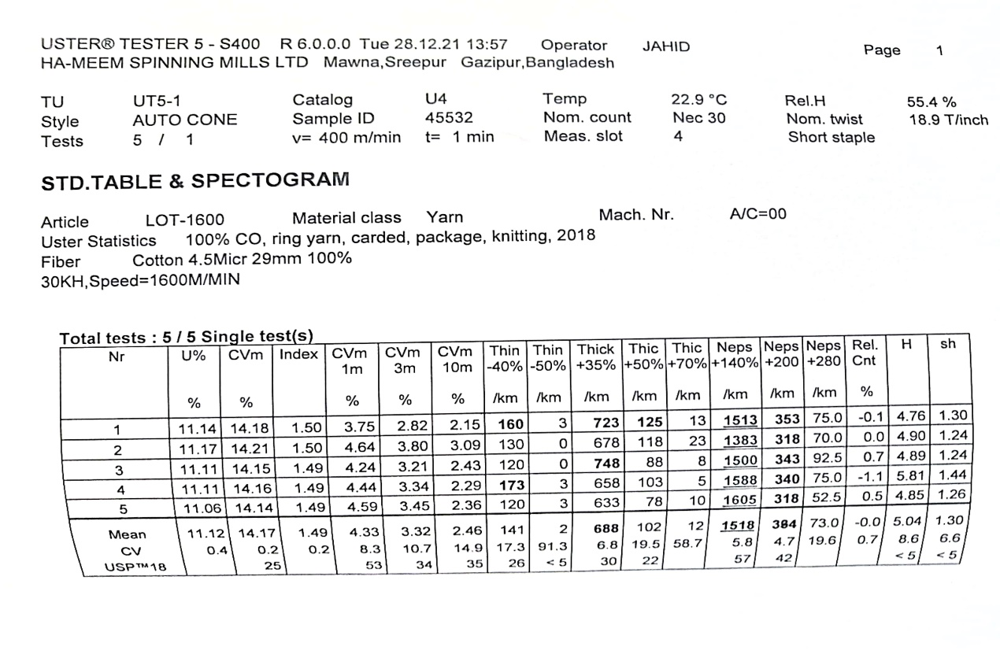 USTER® TESTER 5 - S400 R 6.0.0.0 Tue 28.12.21 13:57 Operator JAHID Page 1
HA-MEEM SPINNING MILLS LTD Mawna,Sreepur Gazipur,Bangladesh
TU UT5-1 Catalog U4 Temp 22.9 °C Rel.H 55.4 %
Style AUTO CONE Sample ID 45532 Nom. count Nec 30 Nom. twist 18.9 T/inch
Tests 5 / 1 v= 400 m/min t= 1 min Meas. slot 4 Short staple
STD.TABLE & SPECTOGRAM
Article LOT-1600 Material class Yarn Mach. Nr. A/C=00
Uster Statistics 100% CO, ring yarn, carded, package, knitting, 2018
Fiber Cotton 4.5Micr 29mm 100%
30KH,Speed=1600M/MIN
Total tests : 5 / 5 Single test(s)
Nr U% CVm Index CVm CVm CVm Thin Thin Thick Thic Thic Neps Neps Neps Rel. H sh
1m 3m 10m -40% -50% +35% +50% +70% +140% +200 +280 Cnt
% % % % % /km /km /km /km /km /km /km /km %
1 11.14 14.18 1.50 3.75 2.82 2.15 160 3 723 125 13 1513 353 75.0 -0.1 4.76 1.30
2 11.17 14.21 1.50 4.64 3.80 3.09 130 0 678 118 23 1383 318 70.0 0.0 4.90 1.24
3 11.11 14.15 1.49 4.24 3.21 2.43 120 0 748 88 8 1500 343 92.5 0.7 4.89 1.24
4 11.11 14.16 1.49 4.44 3.34 2.29 173 3 658 103 5 1588 340 75.0 -1.1 5.81 1.44
5 11.06 14.14 1.49 4.59 3.45 2.36 120 3 633 78 10 1605 318 52.5 0.5 4.85 1.26
Mean 11.12 14.17 1.49 4.33 3.32 2.46 141 2 688 102 12 1518 334 73.0 -0.0 5.04 1.30
CV 0.4 0.2 0.2 8.3 10.7 14.9 17.3 91.3 6.8 19.5 58.7 5.8 4.7 19.6 0.7 8.6 6.6
USP™18 25 53 34 35 26 < 5 30 22 57 42 < 5 < 5